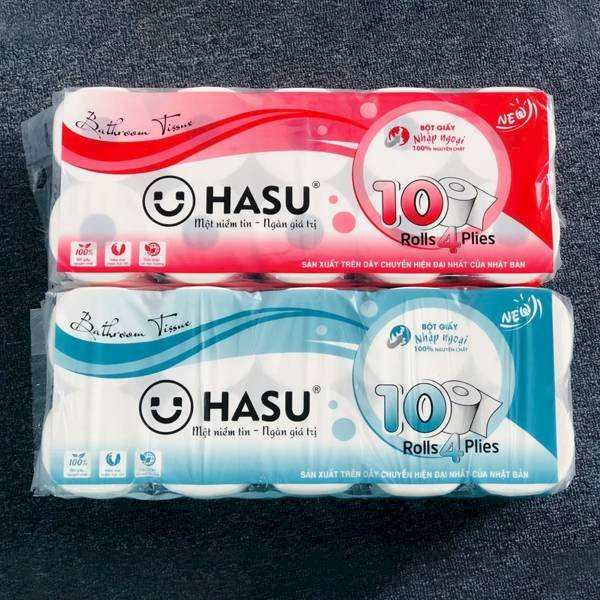 Bathroom Tissue
NEW
BỘT GIẤY
Nhập ngoại
100% NGUYÊN CHẤT
HASU®
Một niềm tin - Ngàn giá trị
10
Rolls 4 Plies
100%
SẢN XUẤT TRÊN DÂY CHUYỀN HIỆN ĐẠI NHẤT CỦA NHẬT BẢN
Bathroom Tissue
NEW
BỘT GIẤY
Nhập ngoại
100% NGUYÊN CHẤT
HASU®
Một niềm tin - Ngàn giá trị
10
Rolls 4 Plies
100%
SẢN XUẤT TRÊN DÂY CHUYỀN HIỆN ĐẠI NHẤT CỦA NHẬT BẢN